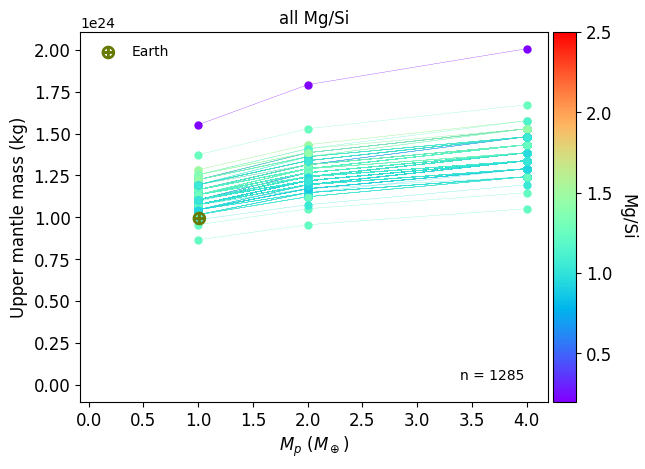 all Mg/Si
1e24
Earth
2.00
1.75
1.50
1.25
1.00
0.75
0.50
0.25
0.00
Upper mantle mass (kg)
n = 1285
0.0 0.5 1.0 1.5 2.0 2.5 3.0 3.5 4.0
M_p (M_⊕)
2.5
2.0
1.5
1.0
0.5
Mg/Si